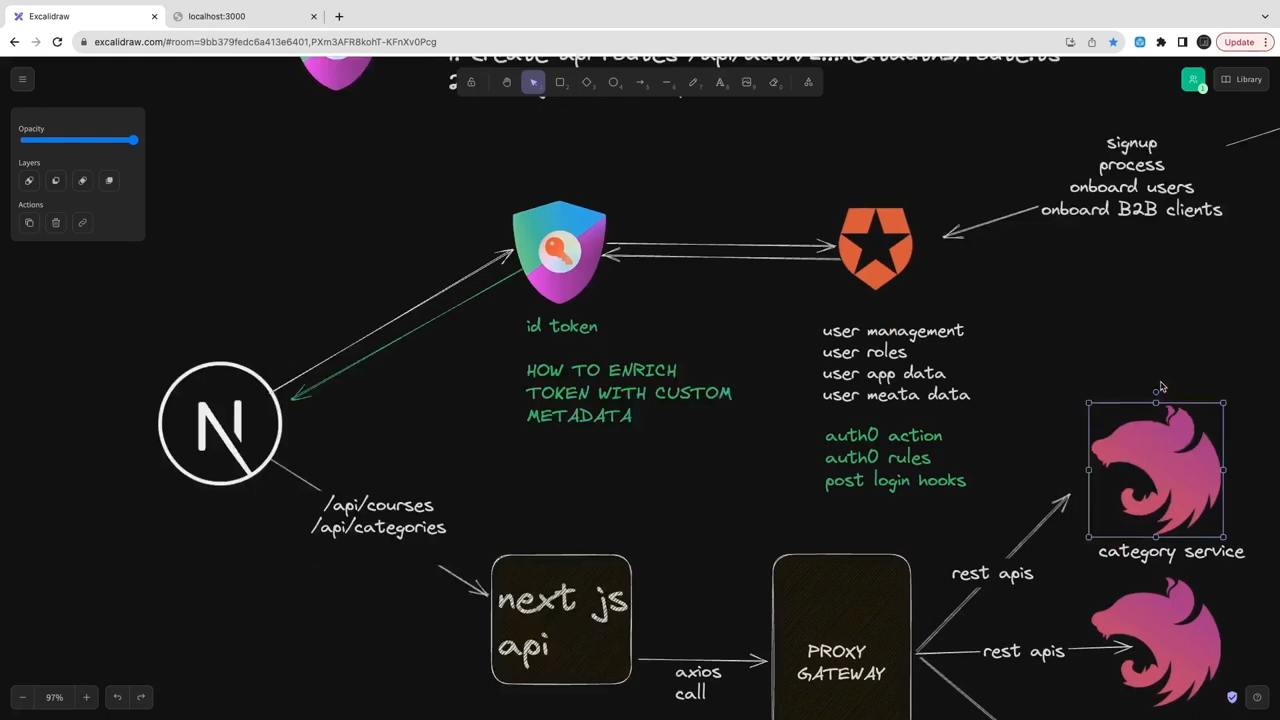 Excalidraw
localhost:3000
excalidraw.com/#room=9bb379fedc6a413e6401,PXm3AFR8kohT-KFnXv0Pcg
Update
Library
1
Opacity
Layers
Actions
signup
process
onboard users
onboard B2B clients
id token
HOW TO ENRICH
TOKEN WITH CUSTOM
METADATA
user management
user roles
user app data
user meata data
auth0 action
auth0 rules
post login hooks
/api/courses
/api/categories
category service
rest apis
next js
api
PROXY
GATEWAY
rest apis
axios
call
97%